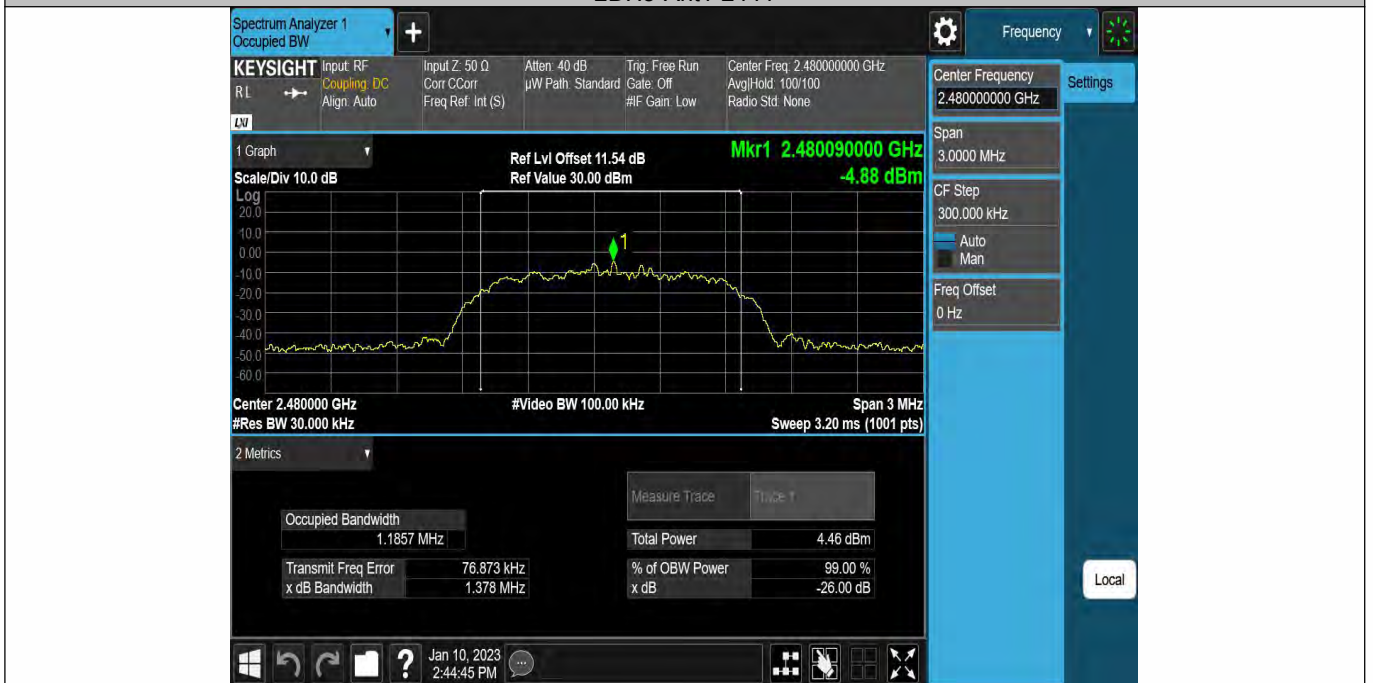 Spectrum Analyzer 1
Occupied BW
Frequency
KEYSIGHT
RL
LXI
Input: RF
Coupling: DC
Align: Auto
Input Z: 50 Ω
Corr CCorr
Freq Ref: Int (S)
Atten: 40 dB
µW Path: Standard
Trig: Free Run
Gate: Off
#IF Gain: Low
Center Freq: 2.480000000 GHz
Avg|Hold: 100/100
Radio Std: None
Center Frequency
2.480000000 GHz
Settings
Span
3.0000 MHz
CF Step
300.000 kHz
Auto
Man
Freq Offset
0 Hz
1 Graph
Scale/Div 10.0 dB
Ref Lvl Offset 11.54 dB
Ref Value 30.00 dBm
Mkr1 2.480090000 GHz
-4.88 dBm
Log
20.0
10.0
0.00
-10.0
-20.0
-30.0
-40.0
-50.0
-60.0
1
Center 2.480000 GHz
#Video BW 100.00 kHz
Span 3 MHz
#Res BW 30.000 kHz
Sweep 3.20 ms (1001 pts)
2 Metrics
Measure Trace
Trace 1
Occupied Bandwidth
1.1857 MHz
Total Power
4.46 dBm
Transmit Freq Error
76.873 kHz
% of OBW Power
99.00 %
x dB Bandwidth
1.378 MHz
x dB
-26.00 dB
Local
Jan 10, 2023
2:44:45 PM